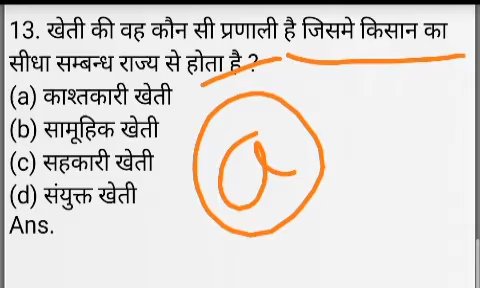 13. खेती की वह कौन सी प्रणाली है जिसमे किसान का
सीधा सम्बन्ध राज्य से होता है ?
(a) काश्तकारी खेती
(b) सामूहिक खेती
(c) सहकारी खेती
(d) संयुक्त खेती
Ans.
a